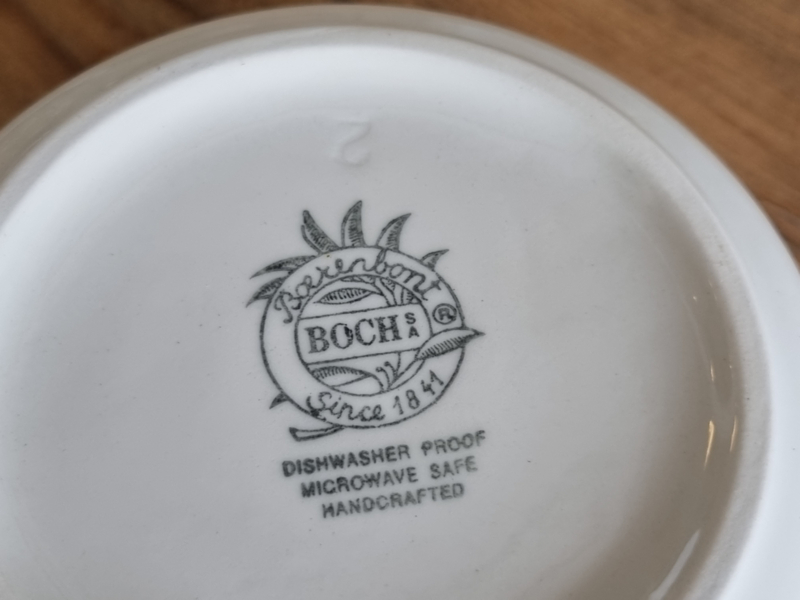 2
Boerenbont
BOCH SA ®
Since 1841
DISHWASHER PROOF
MICROWAVE SAFE
HANDCRAFTED